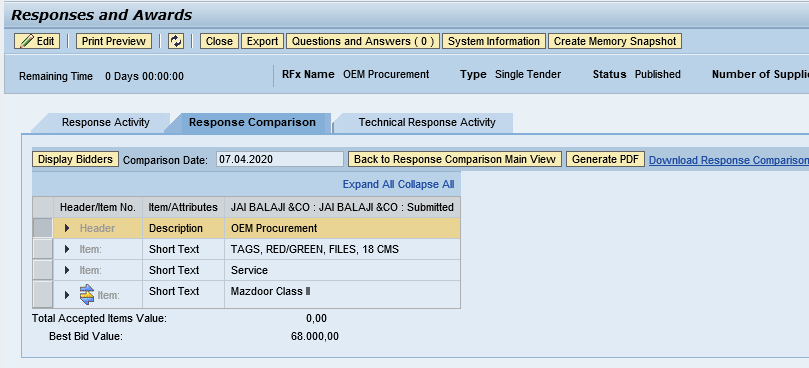 Responses and Awards
Edit Print Preview Close Export Questions and Answers ( 0 ) System Information Create Memory Snapshot
Remaining Time 0 Days 00:00:00 RFx Name OEM Procurement Type Single Tender Status Published Number of
Response Activity Response Comparison Technical Response Activity
Display Bidders Comparison Date: 07.04.2020 Back to Response Comparison Main View Generate PDF Download Response Comparison
Expand All Collapse All
Header/Item No. Item/Attributes JAI BALAJI &CO : JAI BALAJI &CO : Submitted
Header Description OEM Procurement
Item: Short Text TAGS, RED/GREEN, FILES, 18 CMS
Item: Short Text Service
Item: Short Text Mazdoor Class II
Total Accepted Items Value: 0,00
Best Bid Value: 68.000,00